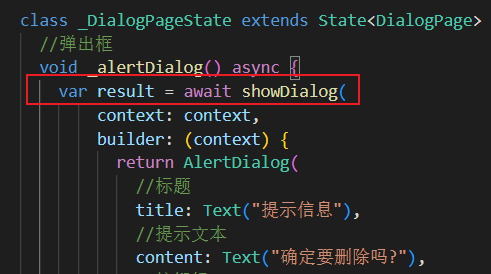 class _DialogPageState extends State<DialogPage>
//弹出框
void _alertDialog() async {
var result = await showDialog(
context: context,
builder: (context) {
return AlertDialog(
//标题
title: Text("提示信息"),
//提示文本
content: Text("确定要删除吗?"),